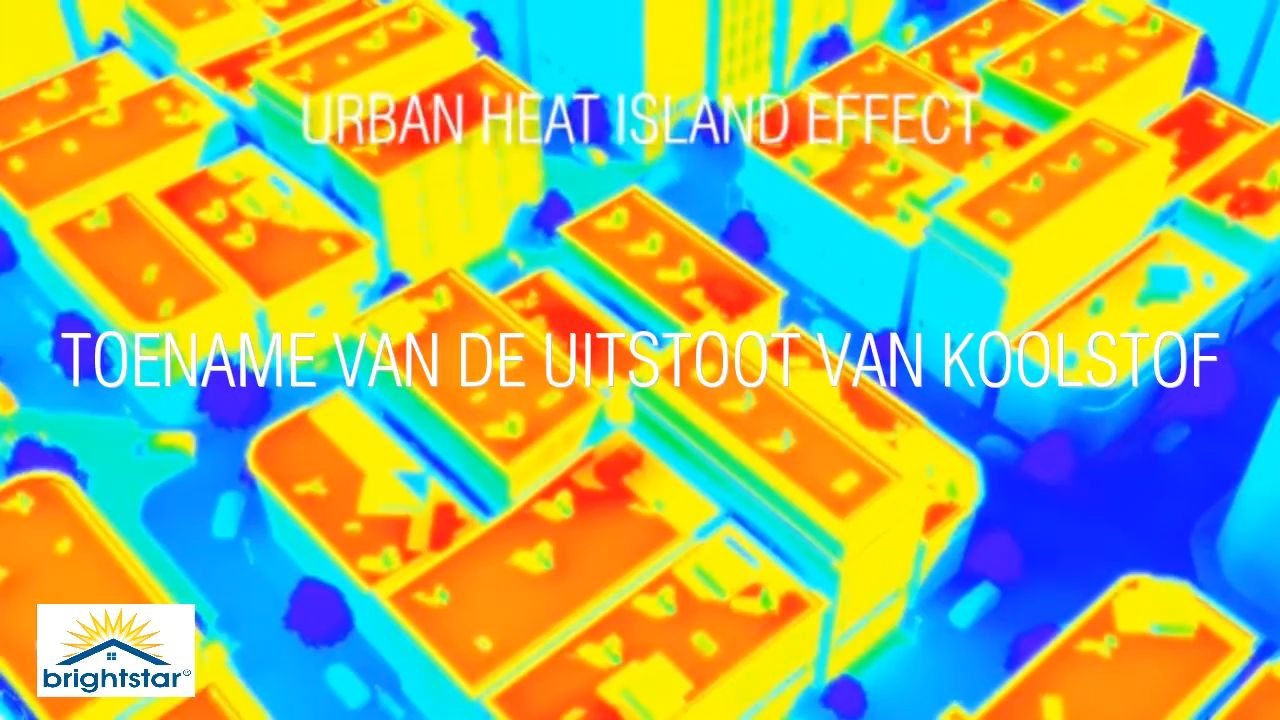 URBAN HEAT ISLAND EFFECT
TOENAME VAN DE UITSTOOT VAN KOOLSTOF
brightstar®